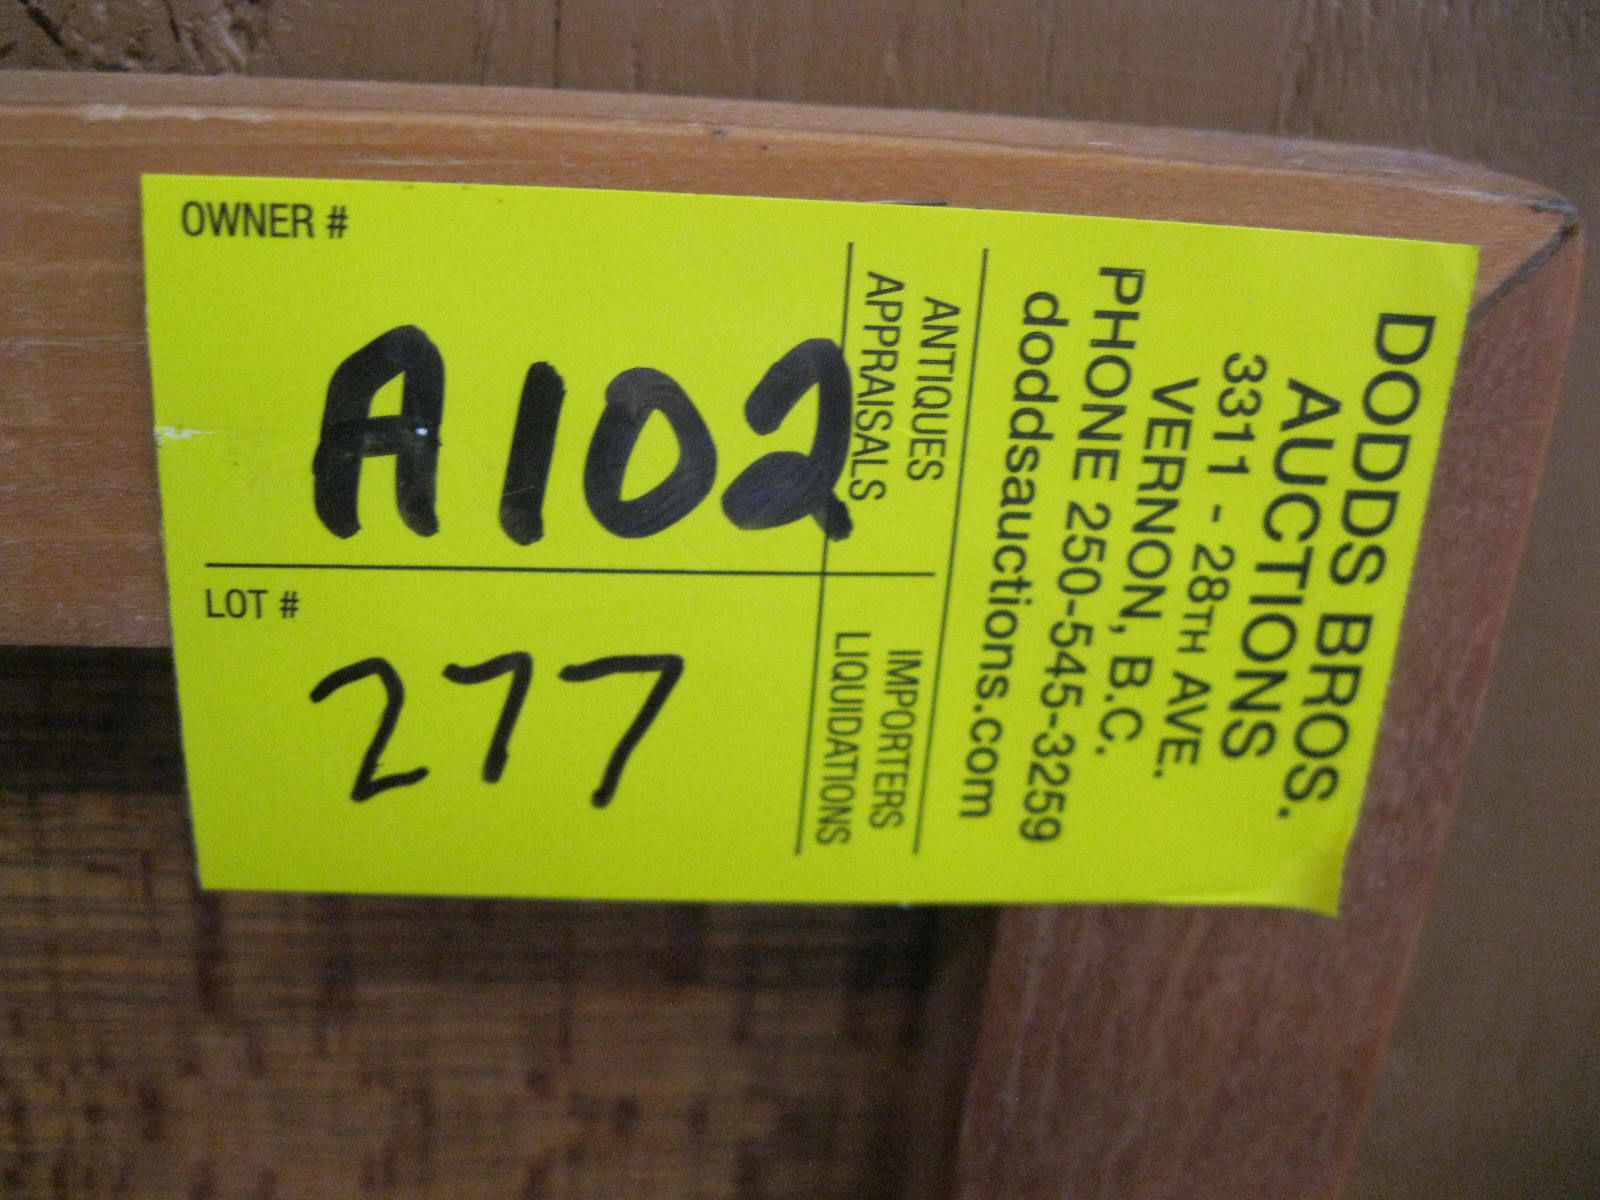 OWNER #
A102
LOT #
277
ANTIQUES
APPRAISALS
IMPORTERS
LIQUIDATIONS
DODDS BROS.
AUCTIONS
3311 - 28TH AVE.
VERNON, B.C.
PHONE 250-545-3259
doddsauctions.com